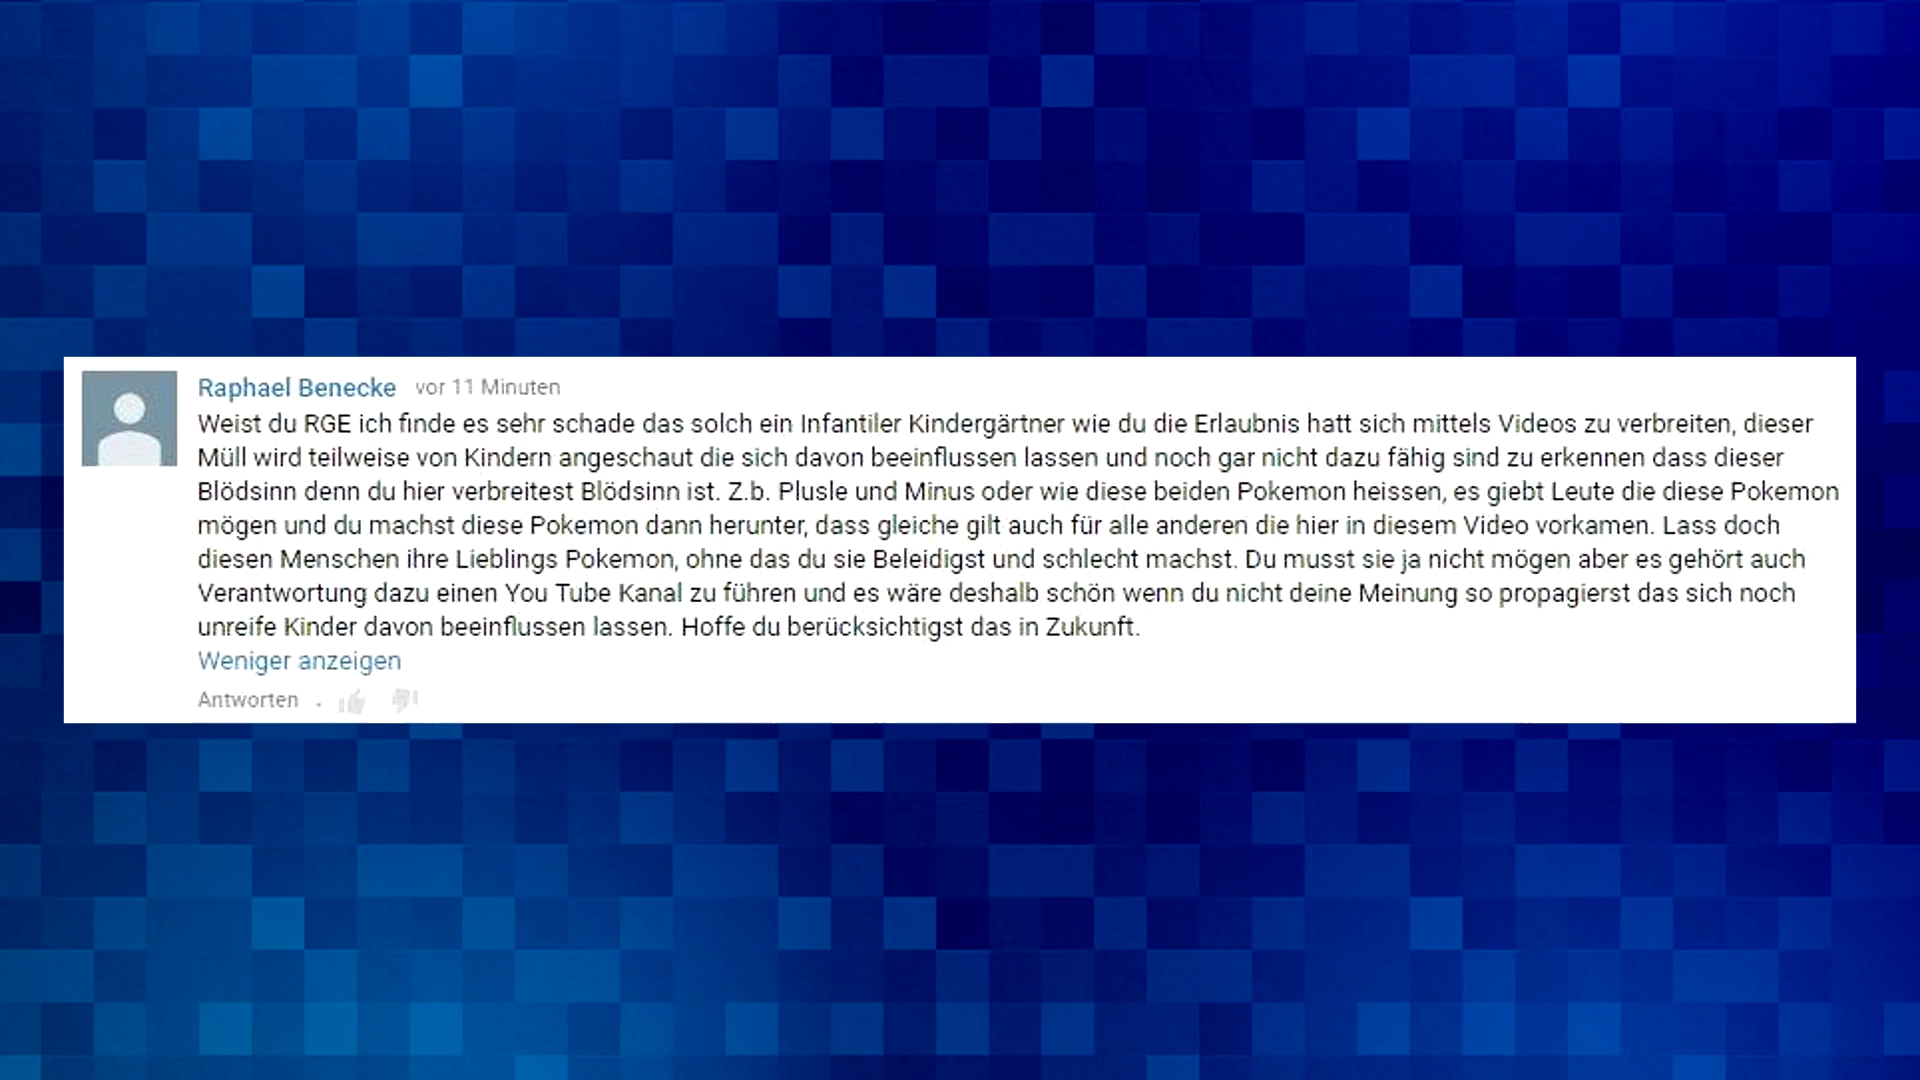 Raphael Benecke vor 11 Minuten
Weist du RGE ich finde es sehr schade das solch ein Infantiler Kindergärtner wie du die Erlaubnis hatt sich mittels Videos zu verbreiten, dieser
Müll wird teilweise von Kindern angeschaut die sich davon beeinflussen lassen und noch gar nicht dazu fähig sind zu erkennen dass dieser
Blödsinn denn du hier verbreitest Blödsinn ist. Z.b. Plusle und Minus oder wie diese beiden Pokemon heissen, es giebt Leute die diese Pokemon
mögen und du machst diese Pokemon dann herunter, dass gleiche gilt auch für alle anderen die hier in diesem Video vorkamen. Lass doch
diesen Menschen ihre Lieblings Pokemon, ohne das du sie Beleidigst und schlecht machst. Du musst sie ja nicht mögen aber es gehört auch
Verantwortung dazu einen You Tube Kanal zu führen und es wäre deshalb schön wenn du nicht deine Meinung so propagierst das sich noch
unreife Kinder davon beeinflussen lassen. Hoffe du berücksichtigst das in Zukunft.
Weniger anzeigen
Antworten .